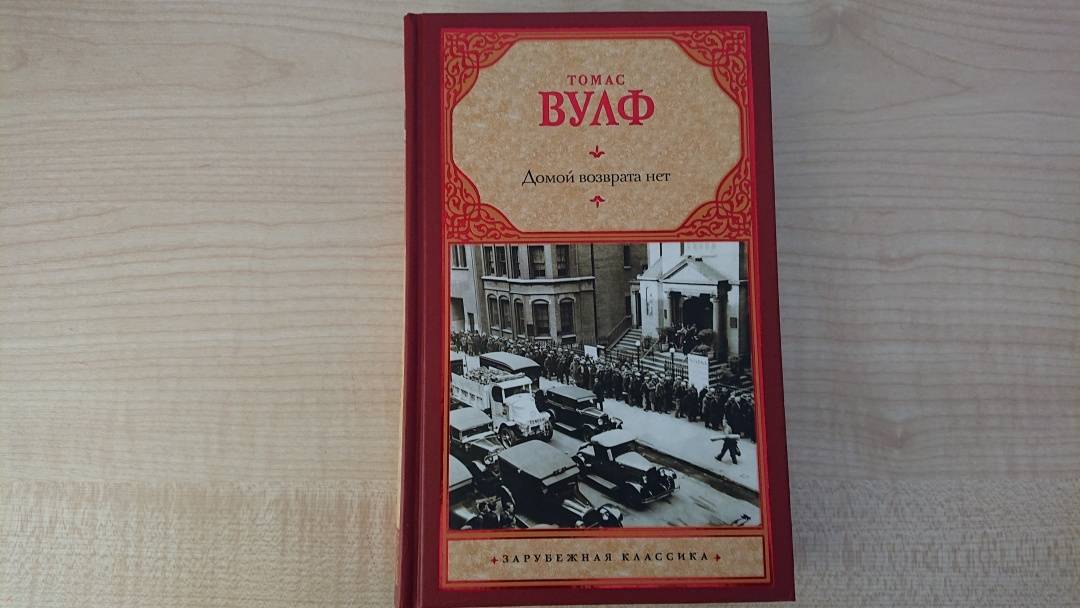 ТОМАС
ВУЛФ
Домой возврата нет
ЗАРУБЕЖНАЯ КЛАССИКА